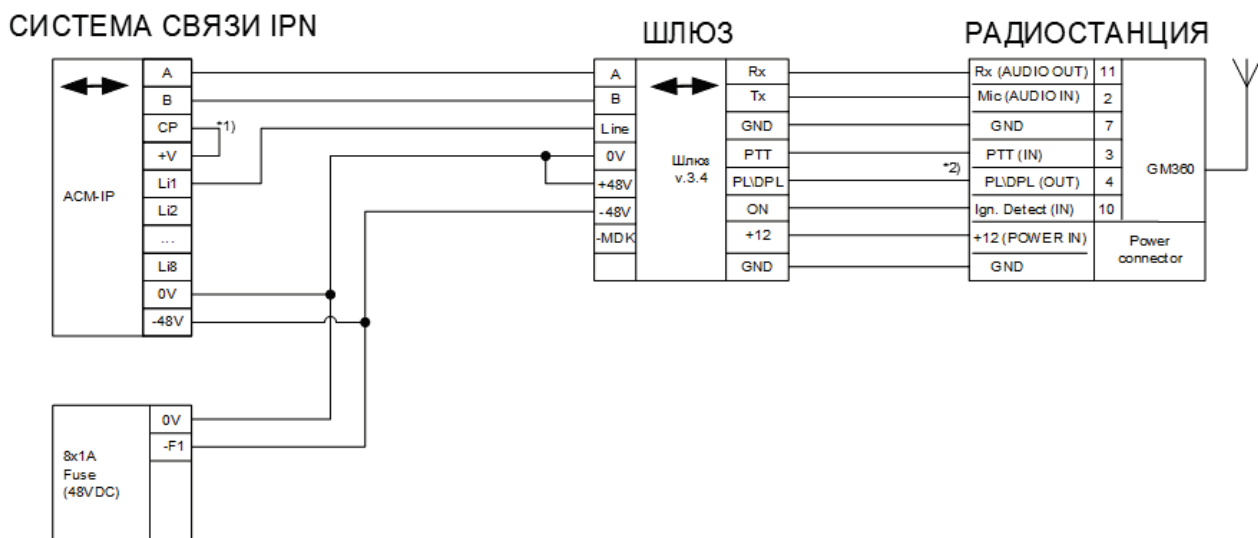 СИСТЕМА СВЯЗИ IPN
ШЛЮЗ
РАДИОСТАНЦИЯ
ACM-IP
A
B
CP
+V
Li1
Li2
...
Li8
0V
-48V
*1)
A
B
Line
0V
+48V
-48V
-MDK
Шлюз
v.3.4
Rx
Tx
GND
PTT
PL\DPL
ON
+12
GND
*2)
Rx (AUDIO OUT) 11
Mic (AUDIO IN) 2
GND 7
PTT (IN) 3
PL\DPL (OUT) 4
Ign. Detect (IN) 10
+12 (POWER IN)
GND
GM360
Power
connector
8x1A
Fuse
(48VDC)
0V
-F1